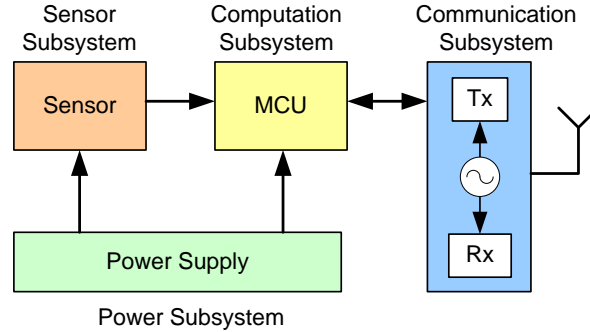 Sensor
Subsystem
Computation
Subsystem
Communication
Subsystem
Sensor
MCU
Tx
Rx
Power Supply
Power Subsystem